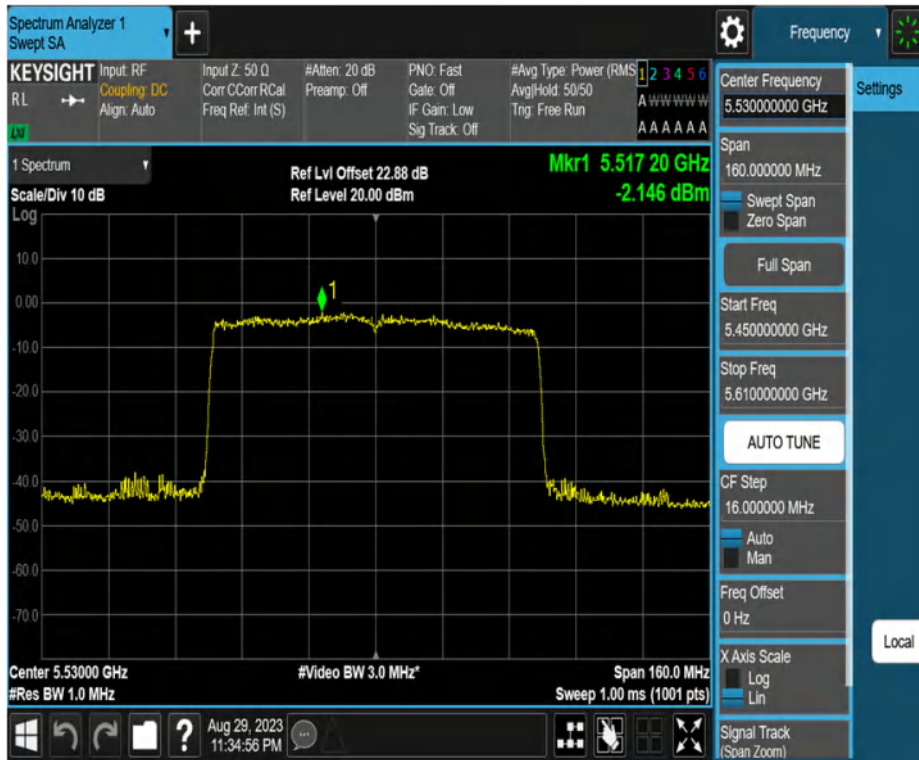 Spectrum Analyzer 1
Swept SA
+
Frequency
KEYSIGHT
RL
LXI
Input: RF
Coupling: DC
Align: Auto
Input Z: 50 Ω
Corr CCorr RCal
Freq Ref: Int (S)
#Atten: 20 dB
Preamp: Off
PNO: Fast
Gate: Off
IF Gain: Low
Sig Track: Off
#Avg Type: Power (RMS
Avg|Hold: 50/50
Trig: Free Run
1 2 3 4 5 6
A W W W W W
A A A A A A
Center Frequency
5.530000000 GHz
Settings
Span
160.000000 MHz
Swept Span
Zero Span
Full Span
Start Freq
5.450000000 GHz
Stop Freq
5.610000000 GHz
AUTO TUNE
CF Step
16.000000 MHz
Auto
Man
Freq Offset
0 Hz
X Axis Scale
Log
Lin
Signal Track
(Span Zoom)
Local
1 Spectrum
Scale/Div 10 dB
Log
Ref Lvl Offset 22.88 dB
Ref Level 20.00 dBm
Mkr1 5.517 20 GHz
-2.146 dBm
1
10.0
0.00
-10.0
-20.0
-30.0
-40.0
-50.0
-60.0
-70.0
Center 5.53000 GHz
#Res BW 1.0 MHz
#Video BW 3.0 MHz*
Span 160.0 MHz
Sweep 1.00 ms (1001 pts)
?
Aug 29, 2023
11:34:56 PM